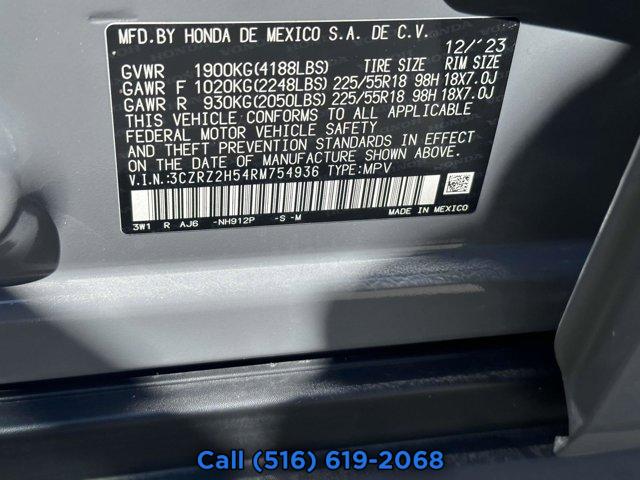 MFD.BY HONDA DE MEXICO S.A. DE C.V.
12/'23
GVWR 1900KG(4188LBS) TIRE SIZE RIM SIZE
GAWR F 1020KG(2248LBS) 225/55R18 98H 18X7.0J
GAWR R 930KG(2050LBS) 225/55R18 98H 18X7.0J
THIS VEHICLE CONFORMS TO ALL APPLICABLE
FEDERAL MOTOR VEHICLE SAFETY
AND THEFT PREVENTION STANDARDS IN EFFECT
ON THE DATE OF MANUFACTURE SHOWN ABOVE.
V.I.N.:3CZRZ2H54RM754936 TYPE:MPV
3W1 R AJ6 -NH912P -S -M MADE IN MEXICO
Call (516) 619-2068